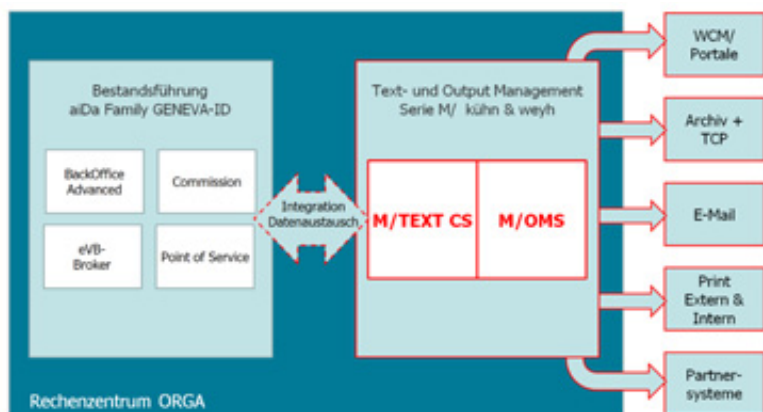 Bestandsführung
aiDa Family GENEVA-ID
BackOffice
Advanced
Commission
eVB-
Broker
Point of Service
Integration
Datenaustausch
Text- und Output Management
Serie M/ kühn & weyh
M/TEXT CS
M/OMS
WCM/
Portale
Archiv +
TCP
E-Mail
Print
Extern &
Intern
Partner-
systeme
Rechenzentrum ORGA